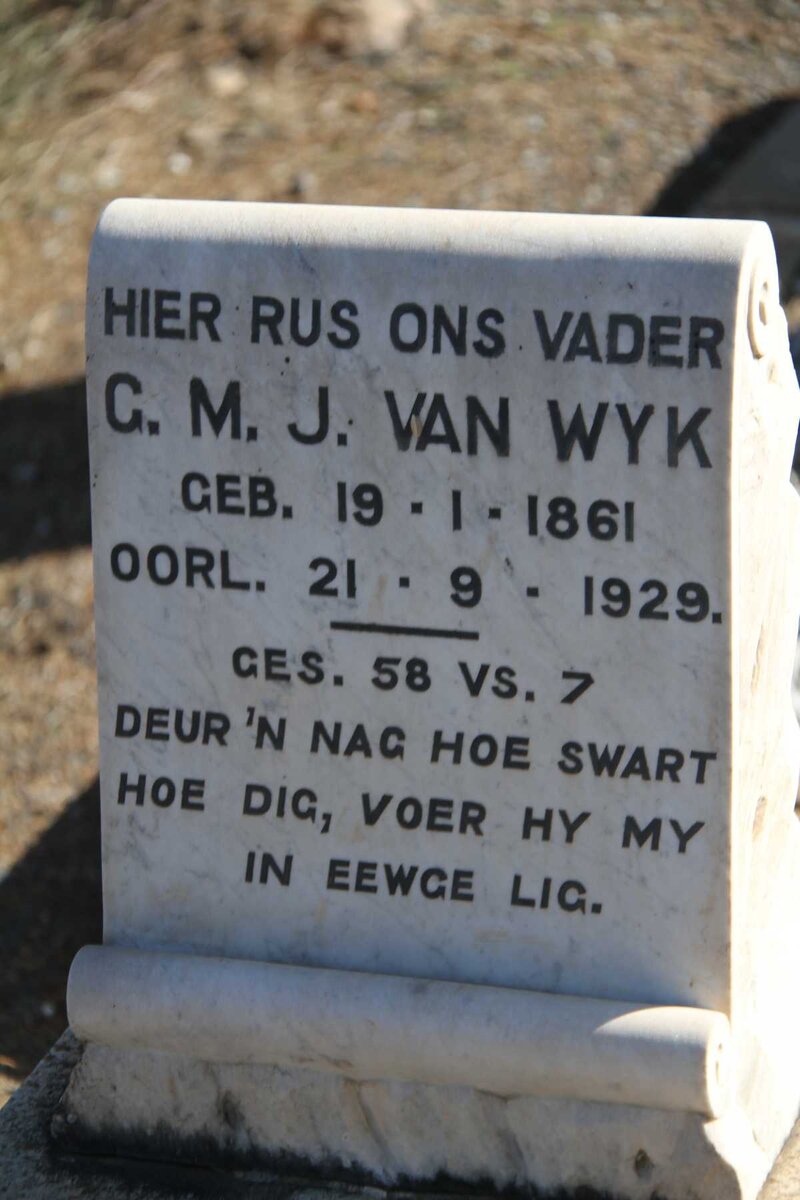 HIER RUS ONS VADER
G. M. J. VAN WYK
GEB. 19 - 1 - 1861
OORL. 21 - 9 - 1929.
GES. 58 VS. 7
DEUR 'N NAG HOE SWART
HOE DIG, VOER HY MY
IN EEWGE LIG.